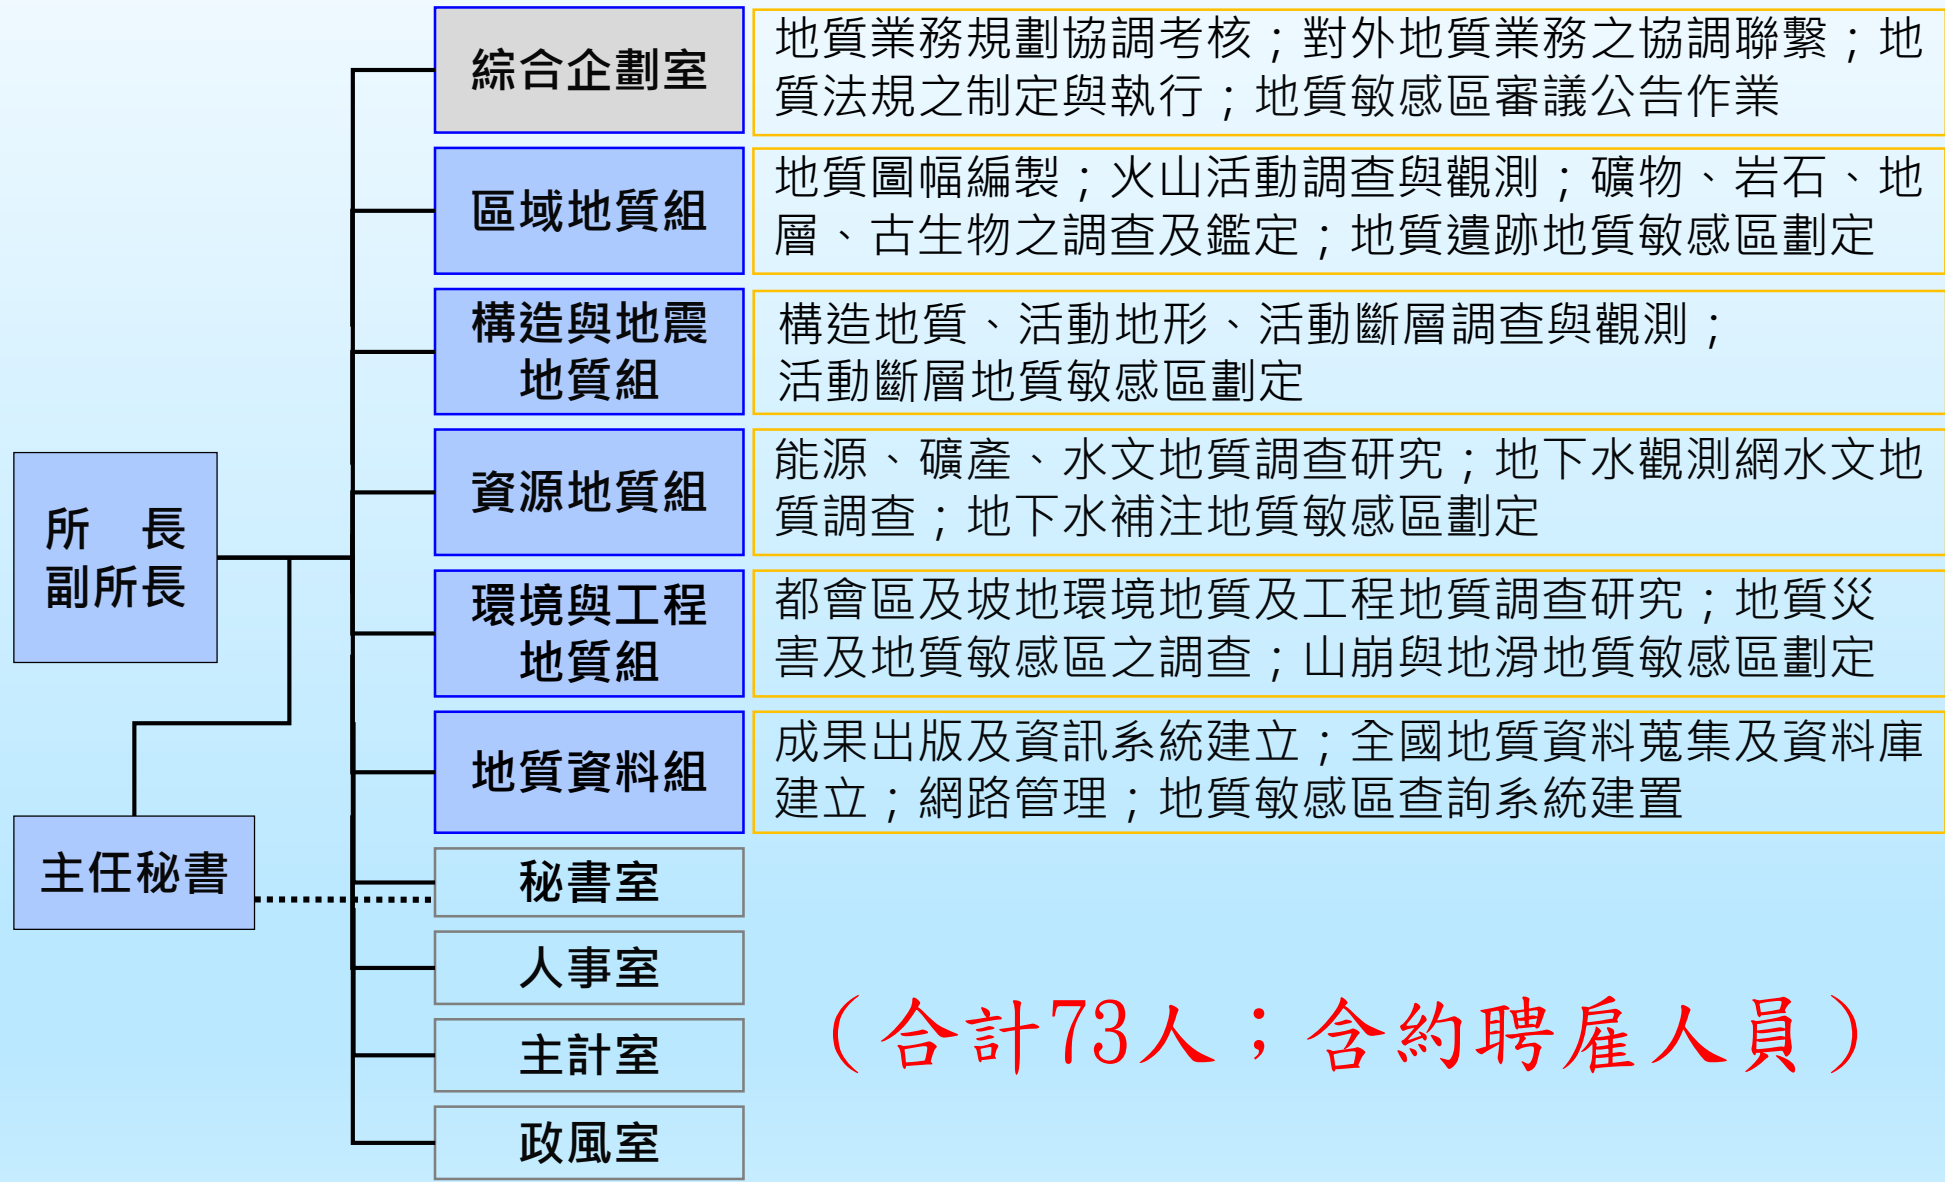 所　長
副所長
主任秘書
綜合企劃室
地質業務規劃協調考核；對外地質業務之協調聯繫；地
質法規之制定與執行；地質敏感區審議公告作業
區域地質組
地質圖幅編製；火山活動調查與觀測；礦物、岩石、地
層、古生物之調查及鑑定；地質遺跡地質敏感區劃定
構造與地震
地質組
構造地質、活動地形、活動斷層調查與觀測；
活動斷層地質敏感區劃定
資源地質組
能源、礦產、水文地質調查研究；地下水觀測網水文地
質調查；地下水補注地質敏感區劃定
環境與工程
地質組
都會區及坡地環境地質及工程地質調查研究；地質災
害及地質敏感區之調查；山崩與地滑地質敏感區劃定
地質資料組
成果出版及資訊系統建立；全國地質資料蒐集及資料庫
建立；網路管理；地質敏感區查詢系統建置
秘書室
人事室
主計室
政風室
（合計73人；含約聘雇人員）